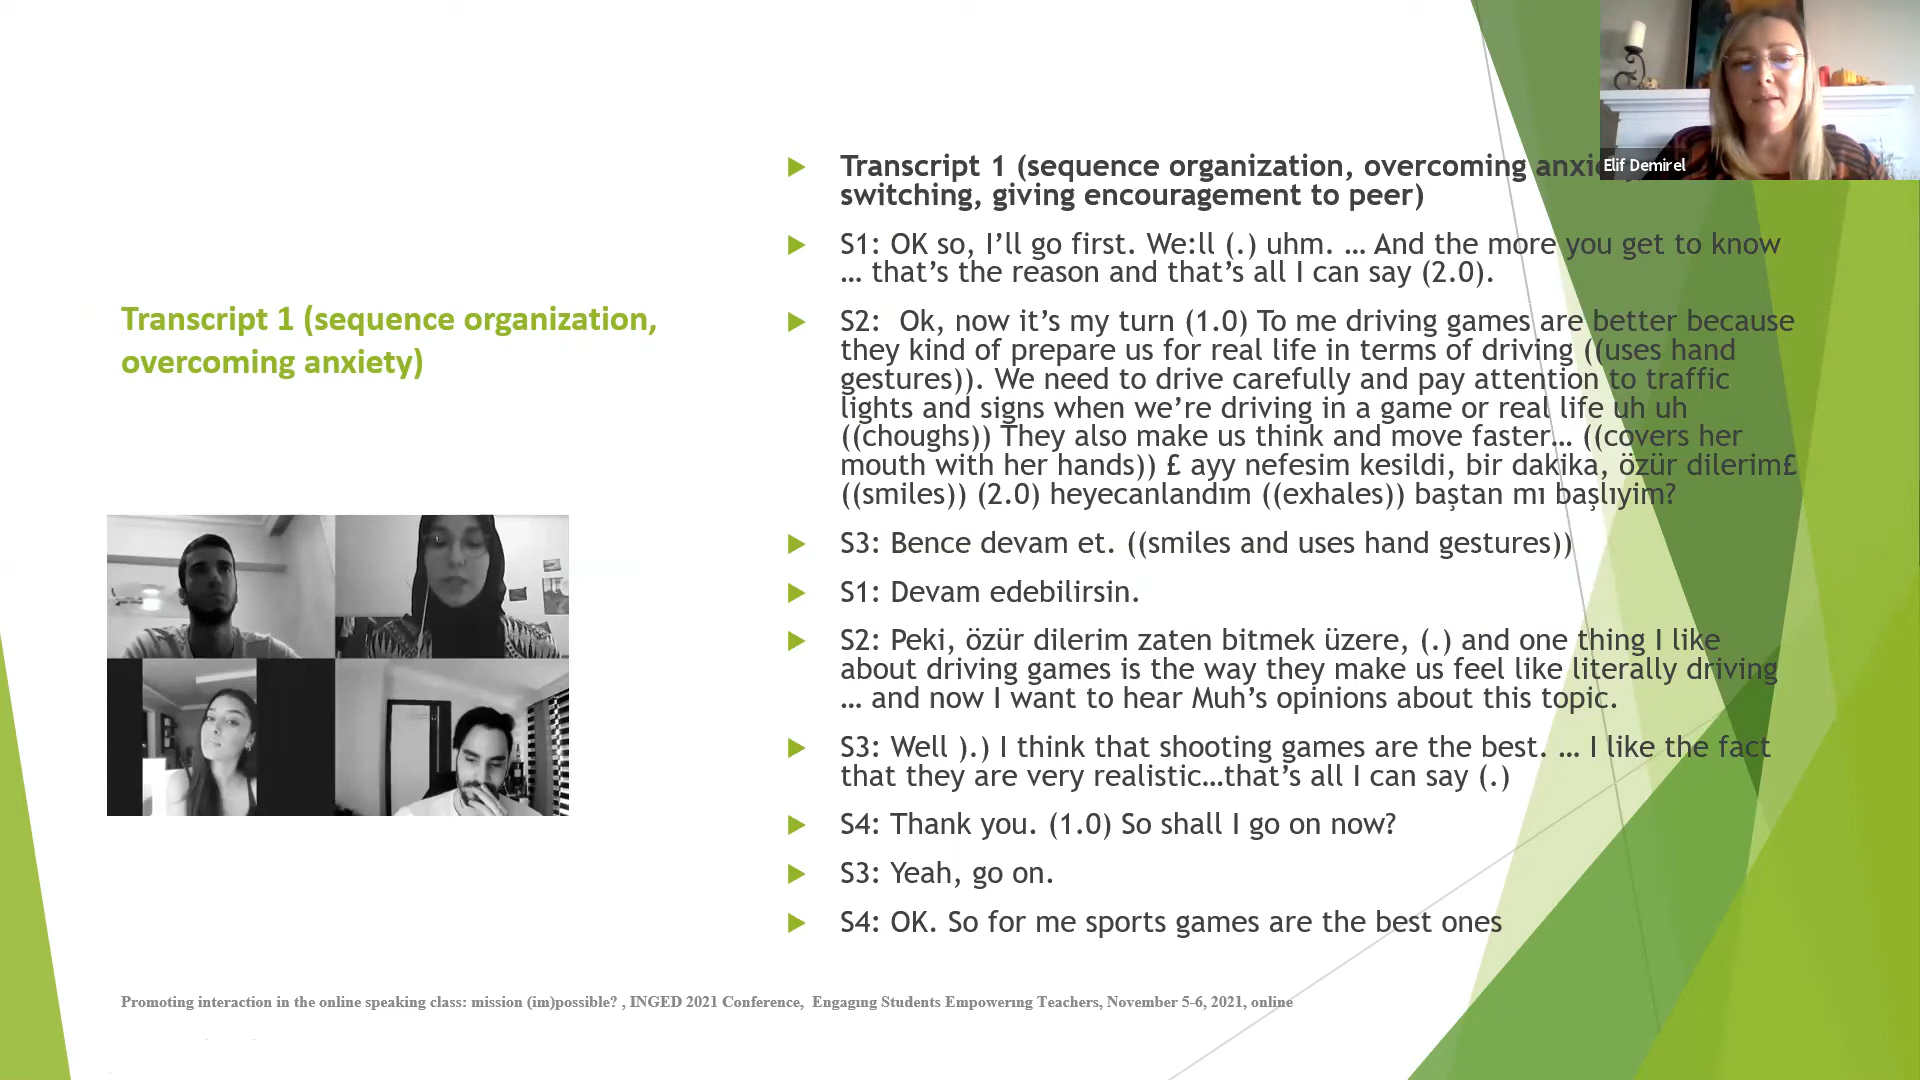 Elif Demirel
Transcript 1 (sequence organization,
overcoming anxiety)
Transcript 1 (sequence organization, overcoming
switching, giving encouragement to peer)
S1: OK so, I’ll go first. We:ll (.) uhm. … And the more you get to know
… that’s the reason and that’s all I can say (2.0).
S2:  Ok, now it’s my turn (1.0) To me driving games are better because
they kind of prepare us for real life in terms of driving ((uses hand
gestures)). We need to drive carefully and pay attention to traffic
lights and signs when we’re driving in a game or real life uh uh
((choughs)) They also make us think and move faster… ((covers her
mouth with her hands)) £ ayy nefesim kesildi, bir dakika, özür dilerim£
((smiles)) (2.0) heyecanlandım ((exhales)) baştan mı başlıyim?
S3: Bence devam et. ((smiles and uses hand gestures))
S1: Devam edebilirsin.
S2: Peki, özür dilerim zaten bitmek üzere, (.) and one thing I like
about driving games is the way they make us feel like literally driving
… and now I want to hear Muh’s opinions about this topic.
S3: Well ).) I think that shooting games are the best. … I like the fact
that they are very realistic…that’s all I can say (.)
S4: Thank you. (1.0) So shall I go on now?
S3: Yeah, go on.
S4: OK. So for me sports games are the best ones
Promoting interaction in the online speaking class: mission (im)possible? , INGED 2021 Conference,  Engagıng Students Empowerıng Teachers, November 5-6, 2021, online